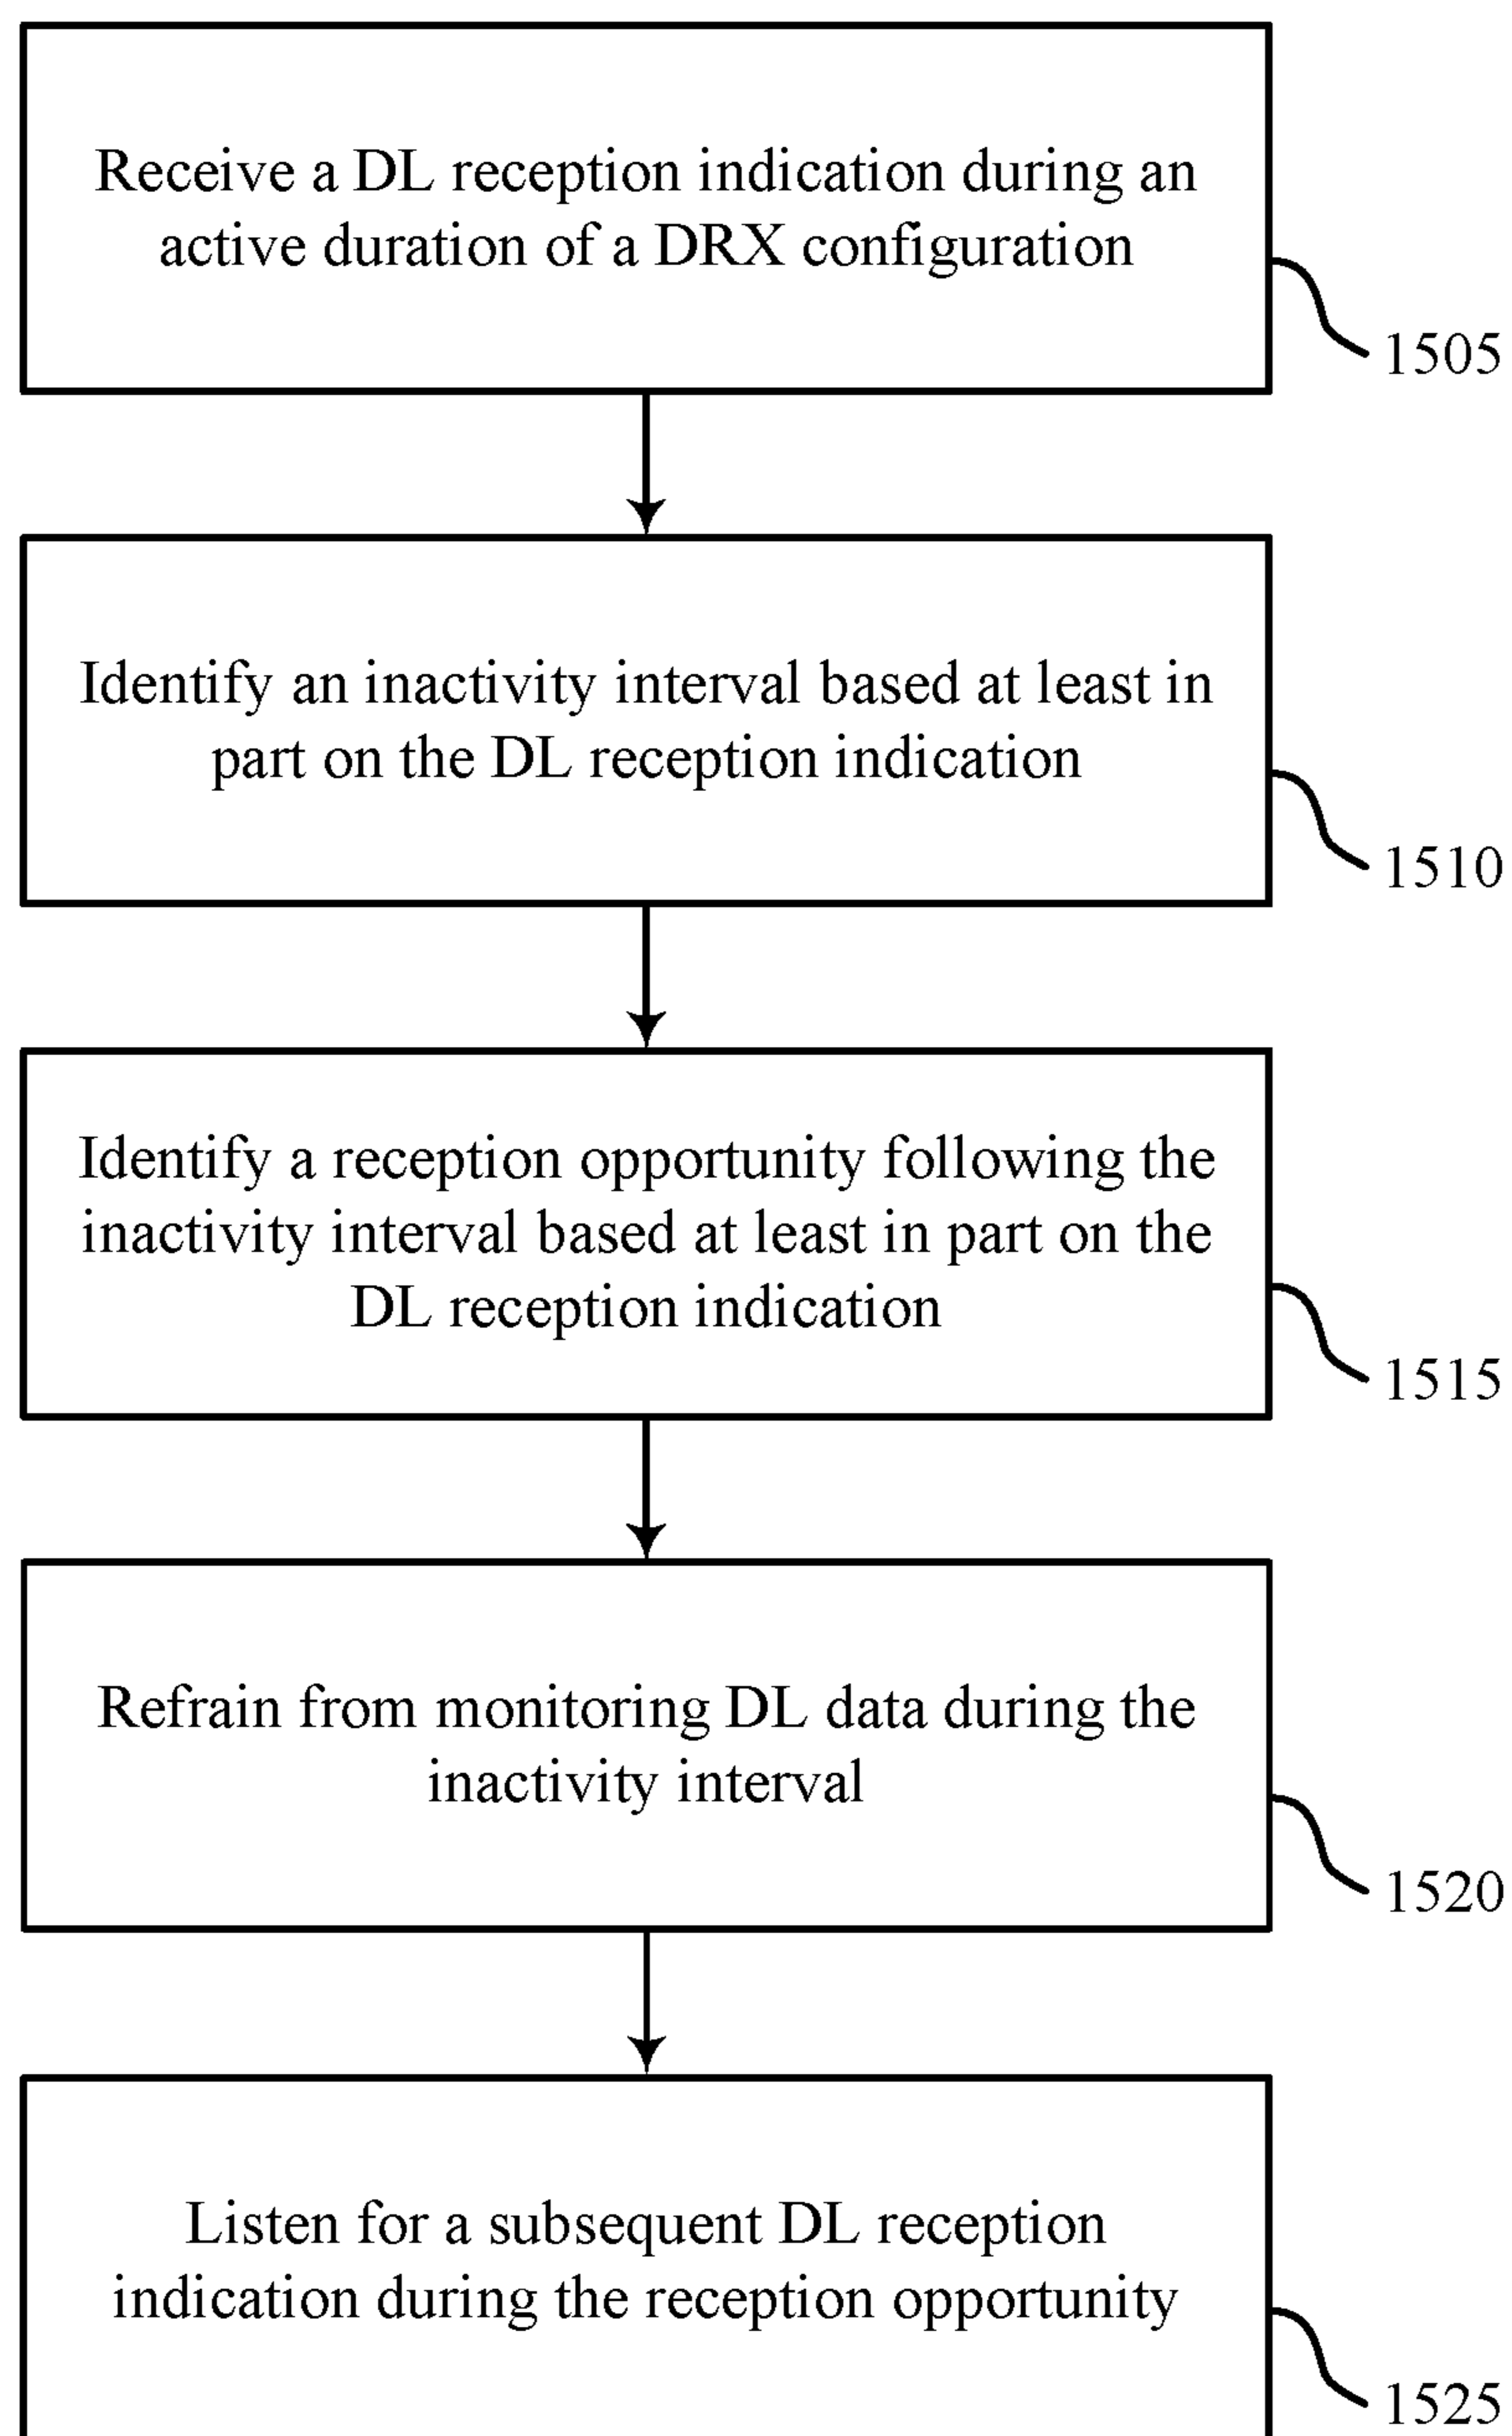 Receive a DL reception indication during an
active duration of a DRX configuration
1505
Identify an inactivity interval based at least in
part on the DL reception indication
1510
Identify a reception opportunity following the
inactivity interval based at least in part on the
DL reception indication
1515
Refrain from monitoring DL data during the
inactivity interval
1520
Listen for a subsequent DL reception
indication during the reception opportunity
1525